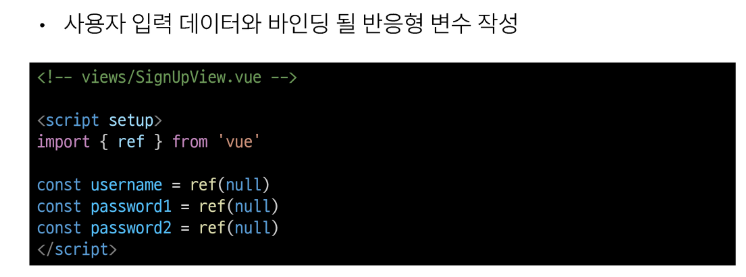 • 사용자 입력 데이터와 바인딩 될 반응형 변수 작성
<!-- views/SignUpView.vue -->
<script setup>
import { ref } from 'vue'
const username = ref(null)
const password1 = ref(null)
const password2 = ref(null)
</script>